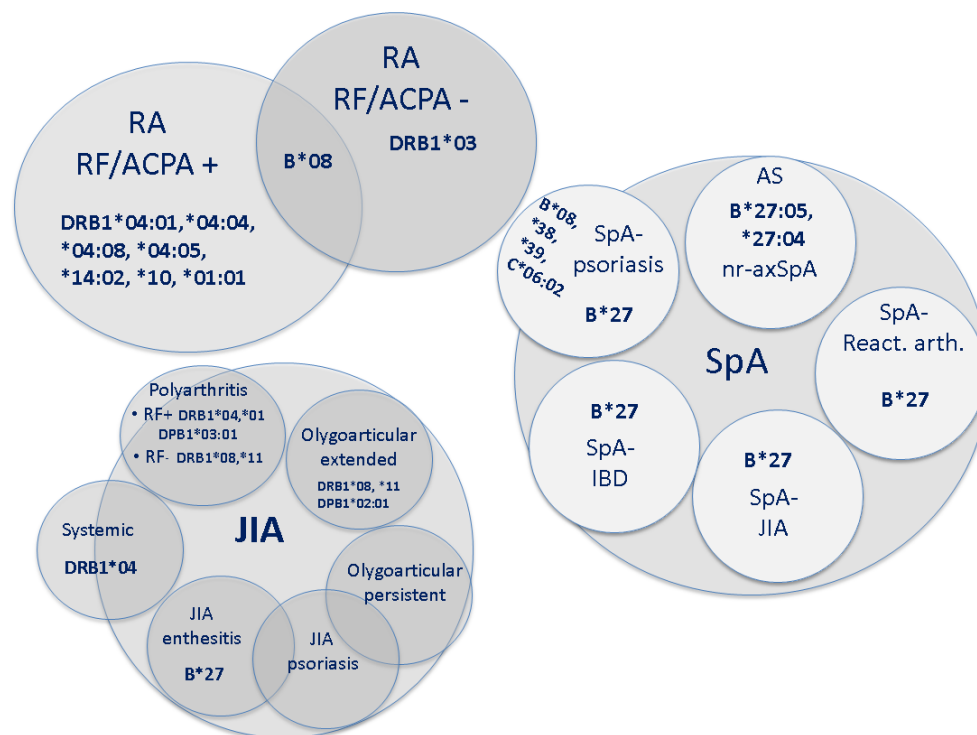 RA
RF/ACPA +
DRB1*04:01, *04:04,
*04:08, *04:05,
*14:02, *10, *01:01
B*08
RA
RF/ACPA -
DRB1*03
SpA
AS
B*27:05,
*27:04
nr-axSpA
B*08,
*38,
*39,
C*06:02
SpA-
psoriasis
B*27
SpA-
React. arth.
B*27
B*27
SpA-
IBD
B*27
SpA-
JIA
JIA
Polyarthritis
• RF+ DRB1*04,*01
DPB1*03:01
• RF- DRB1*08,*11
Olygoarticular
extended
DRB1*08, *11
DPB1*02:01
Systemic
DRB1*04
Olygoarticular
persistent
JIA
enthesitis
B*27
JIA
psoriasis